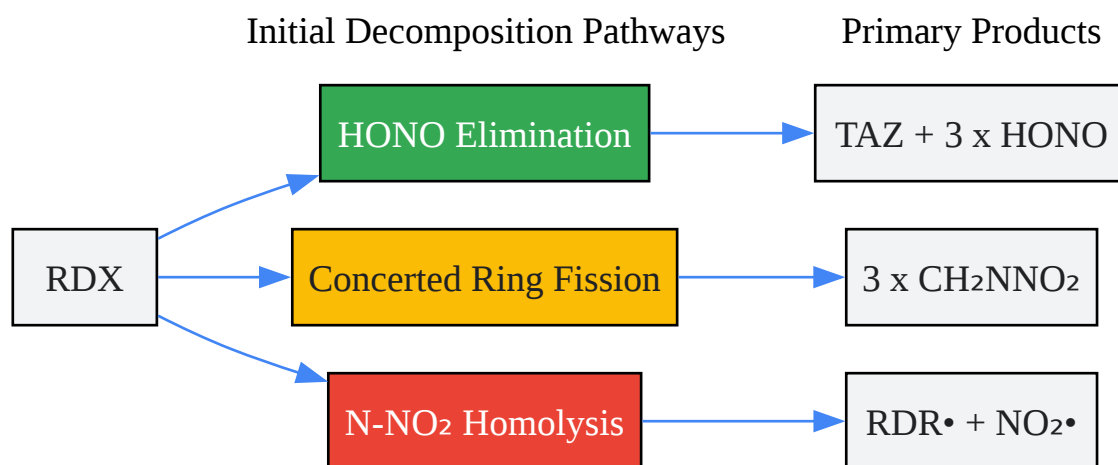 Initial Decomposition Pathways
Primary Products
HONO Elimination
TAZ + 3 x HONO
RDX
Concerted Ring Fission
3 x CH₂NNO₂
N-NO₂ Homolysis
RDR• + NO₂•